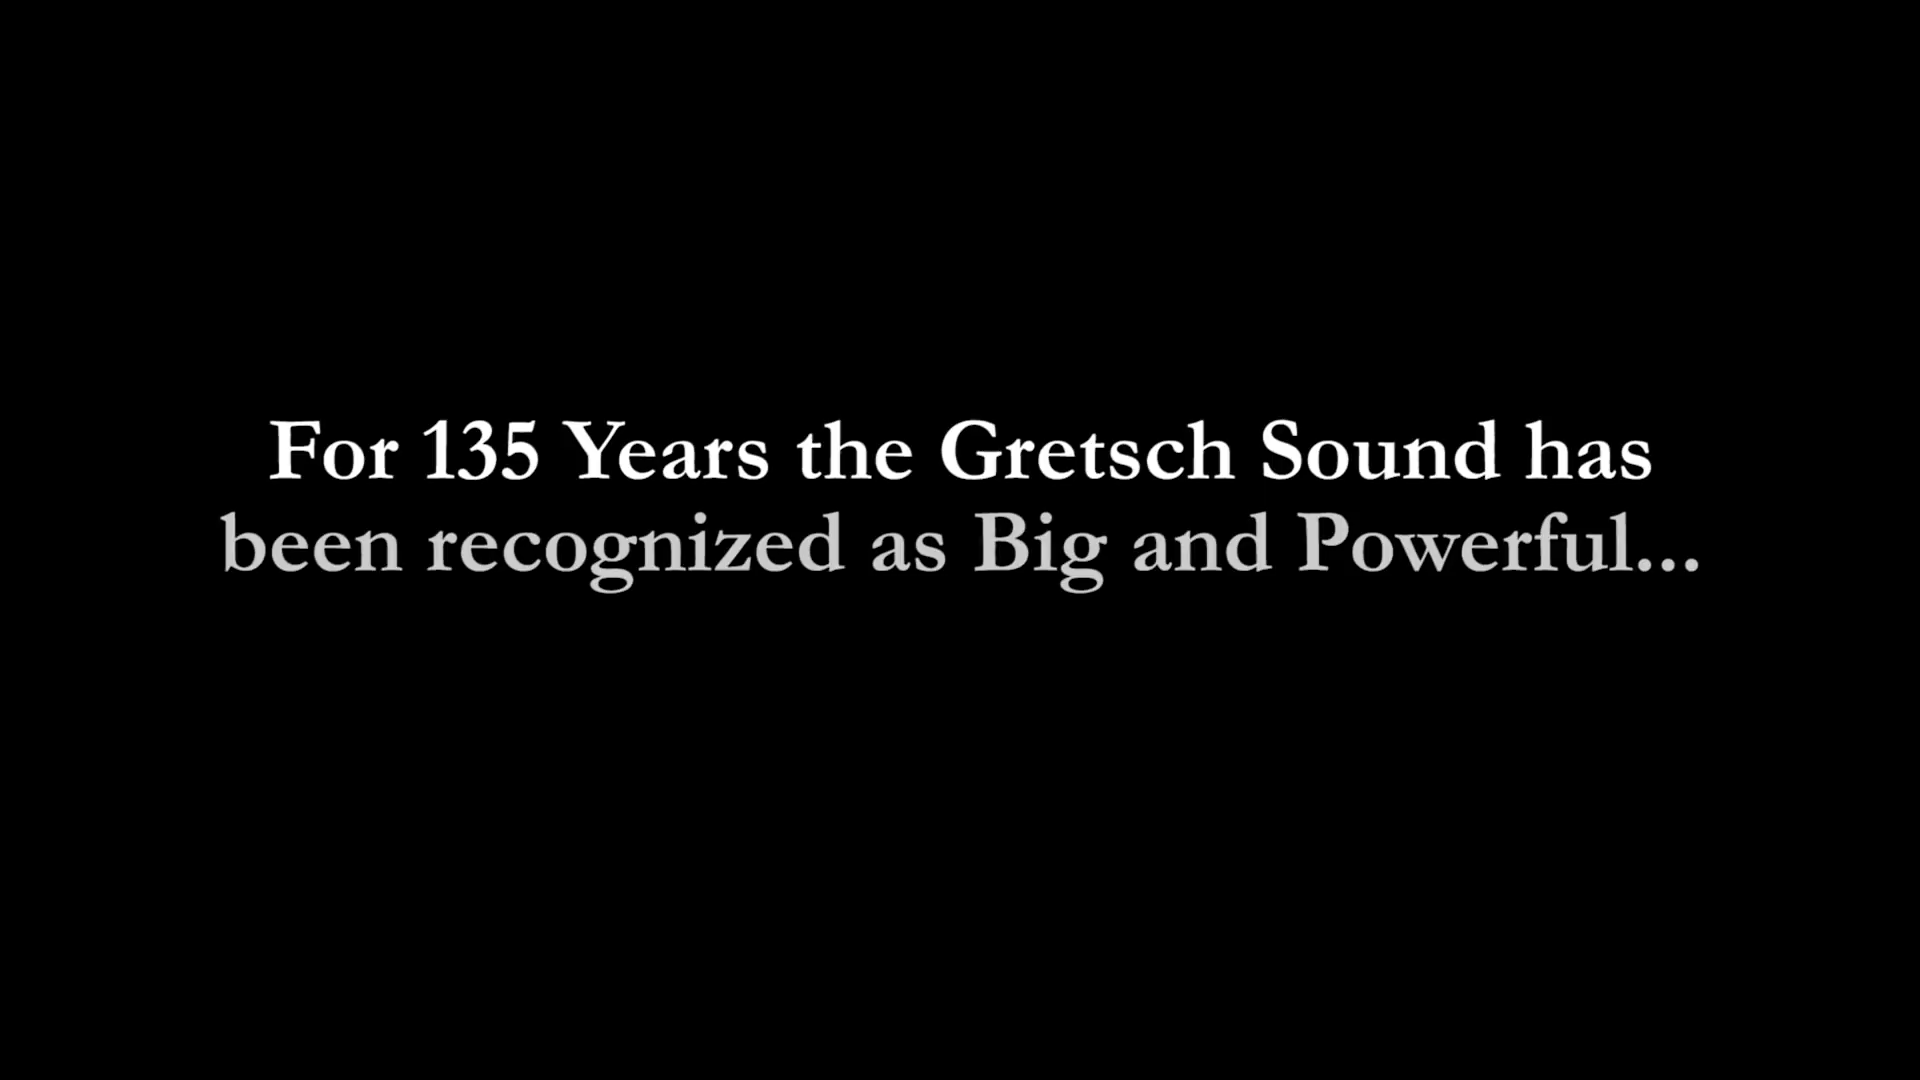 For 135 Years the Gretsch Sound has
been recognized as Big and Powerful...